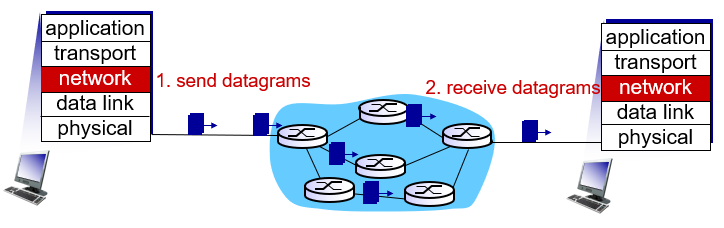 application
transport
network
data link
physical
1. send datagrams
2. receive datagrams
application
transport
network
data link
physical